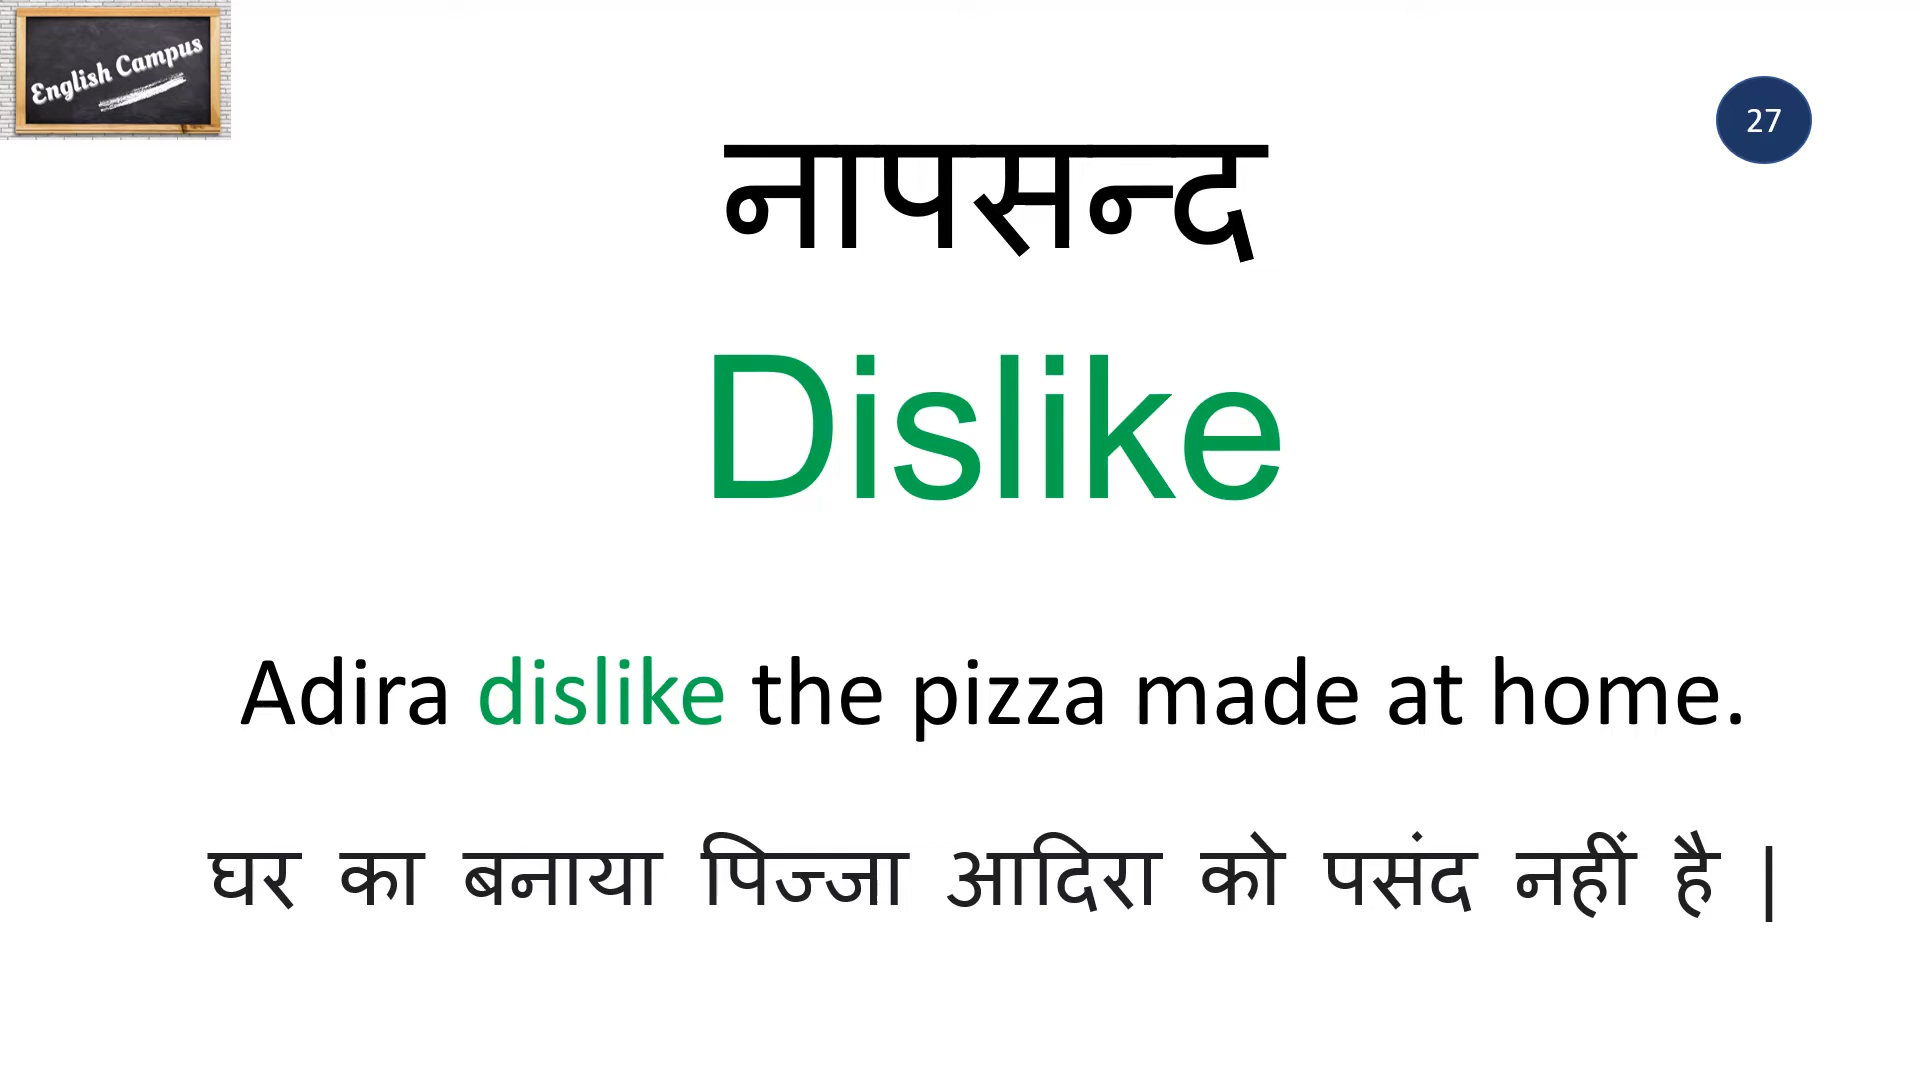 English Campus
27
नापसन्द
Dislike
Adira dislike the pizza made at home.
घर का बनाया पिज्जा आदिरा को पसंद नहीं है |